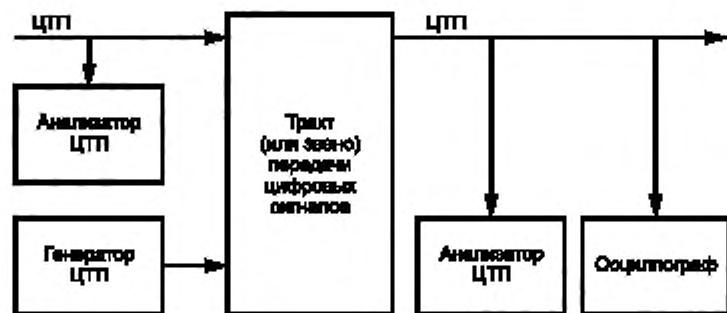 ЦТП
ЦТП
Анализатор
ЦТП
Тракт
(или звено)
передачи
цифровых
сигналов
Генератор
ЦТП
Анализатор
ЦТП
Осциллограф